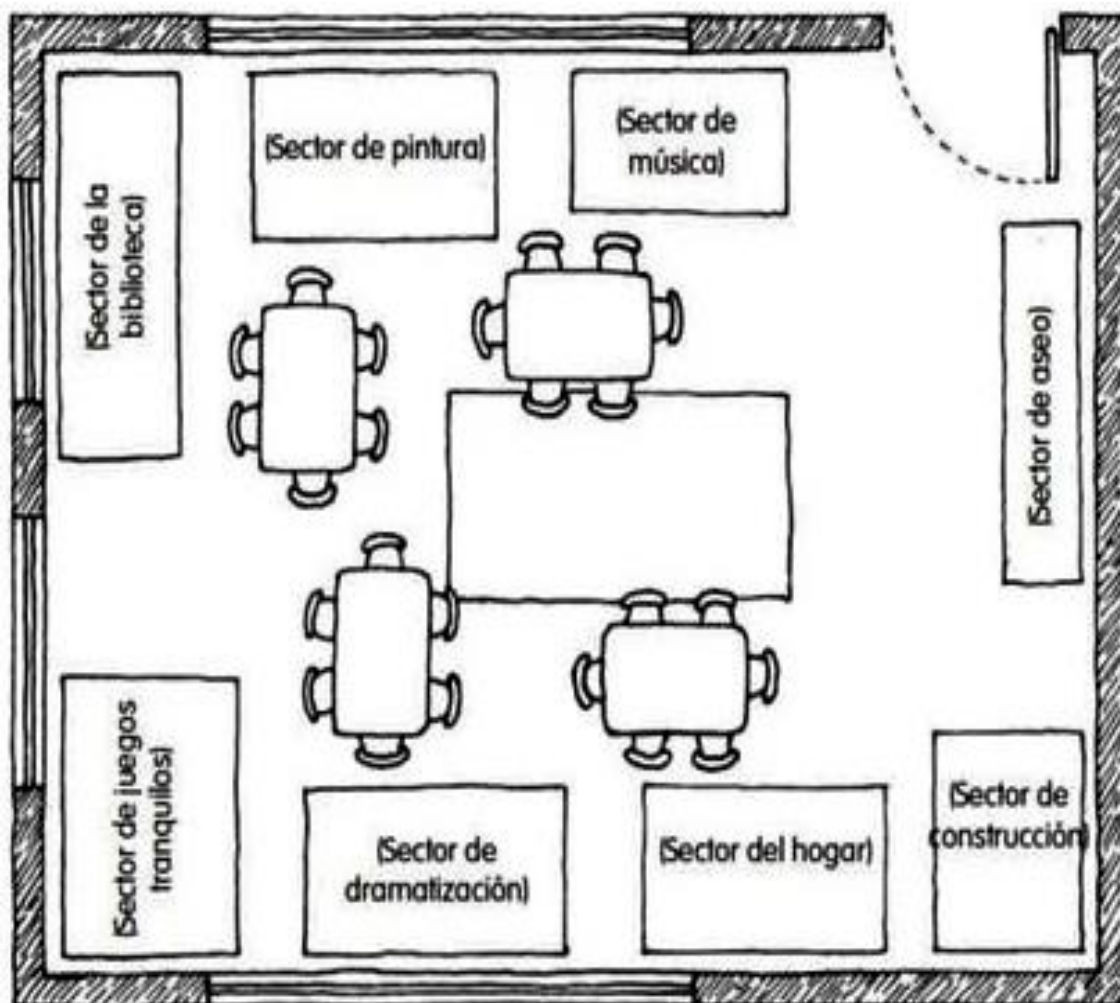 (Sector de la
biblioteca)
(Sector de pintura)
(Sector de
música)
(Sector de aseo)
(Sector de juegos
tranquilos)
(Sector de
dramatización)
(Sector del hogar)
(Sector de
construcción)